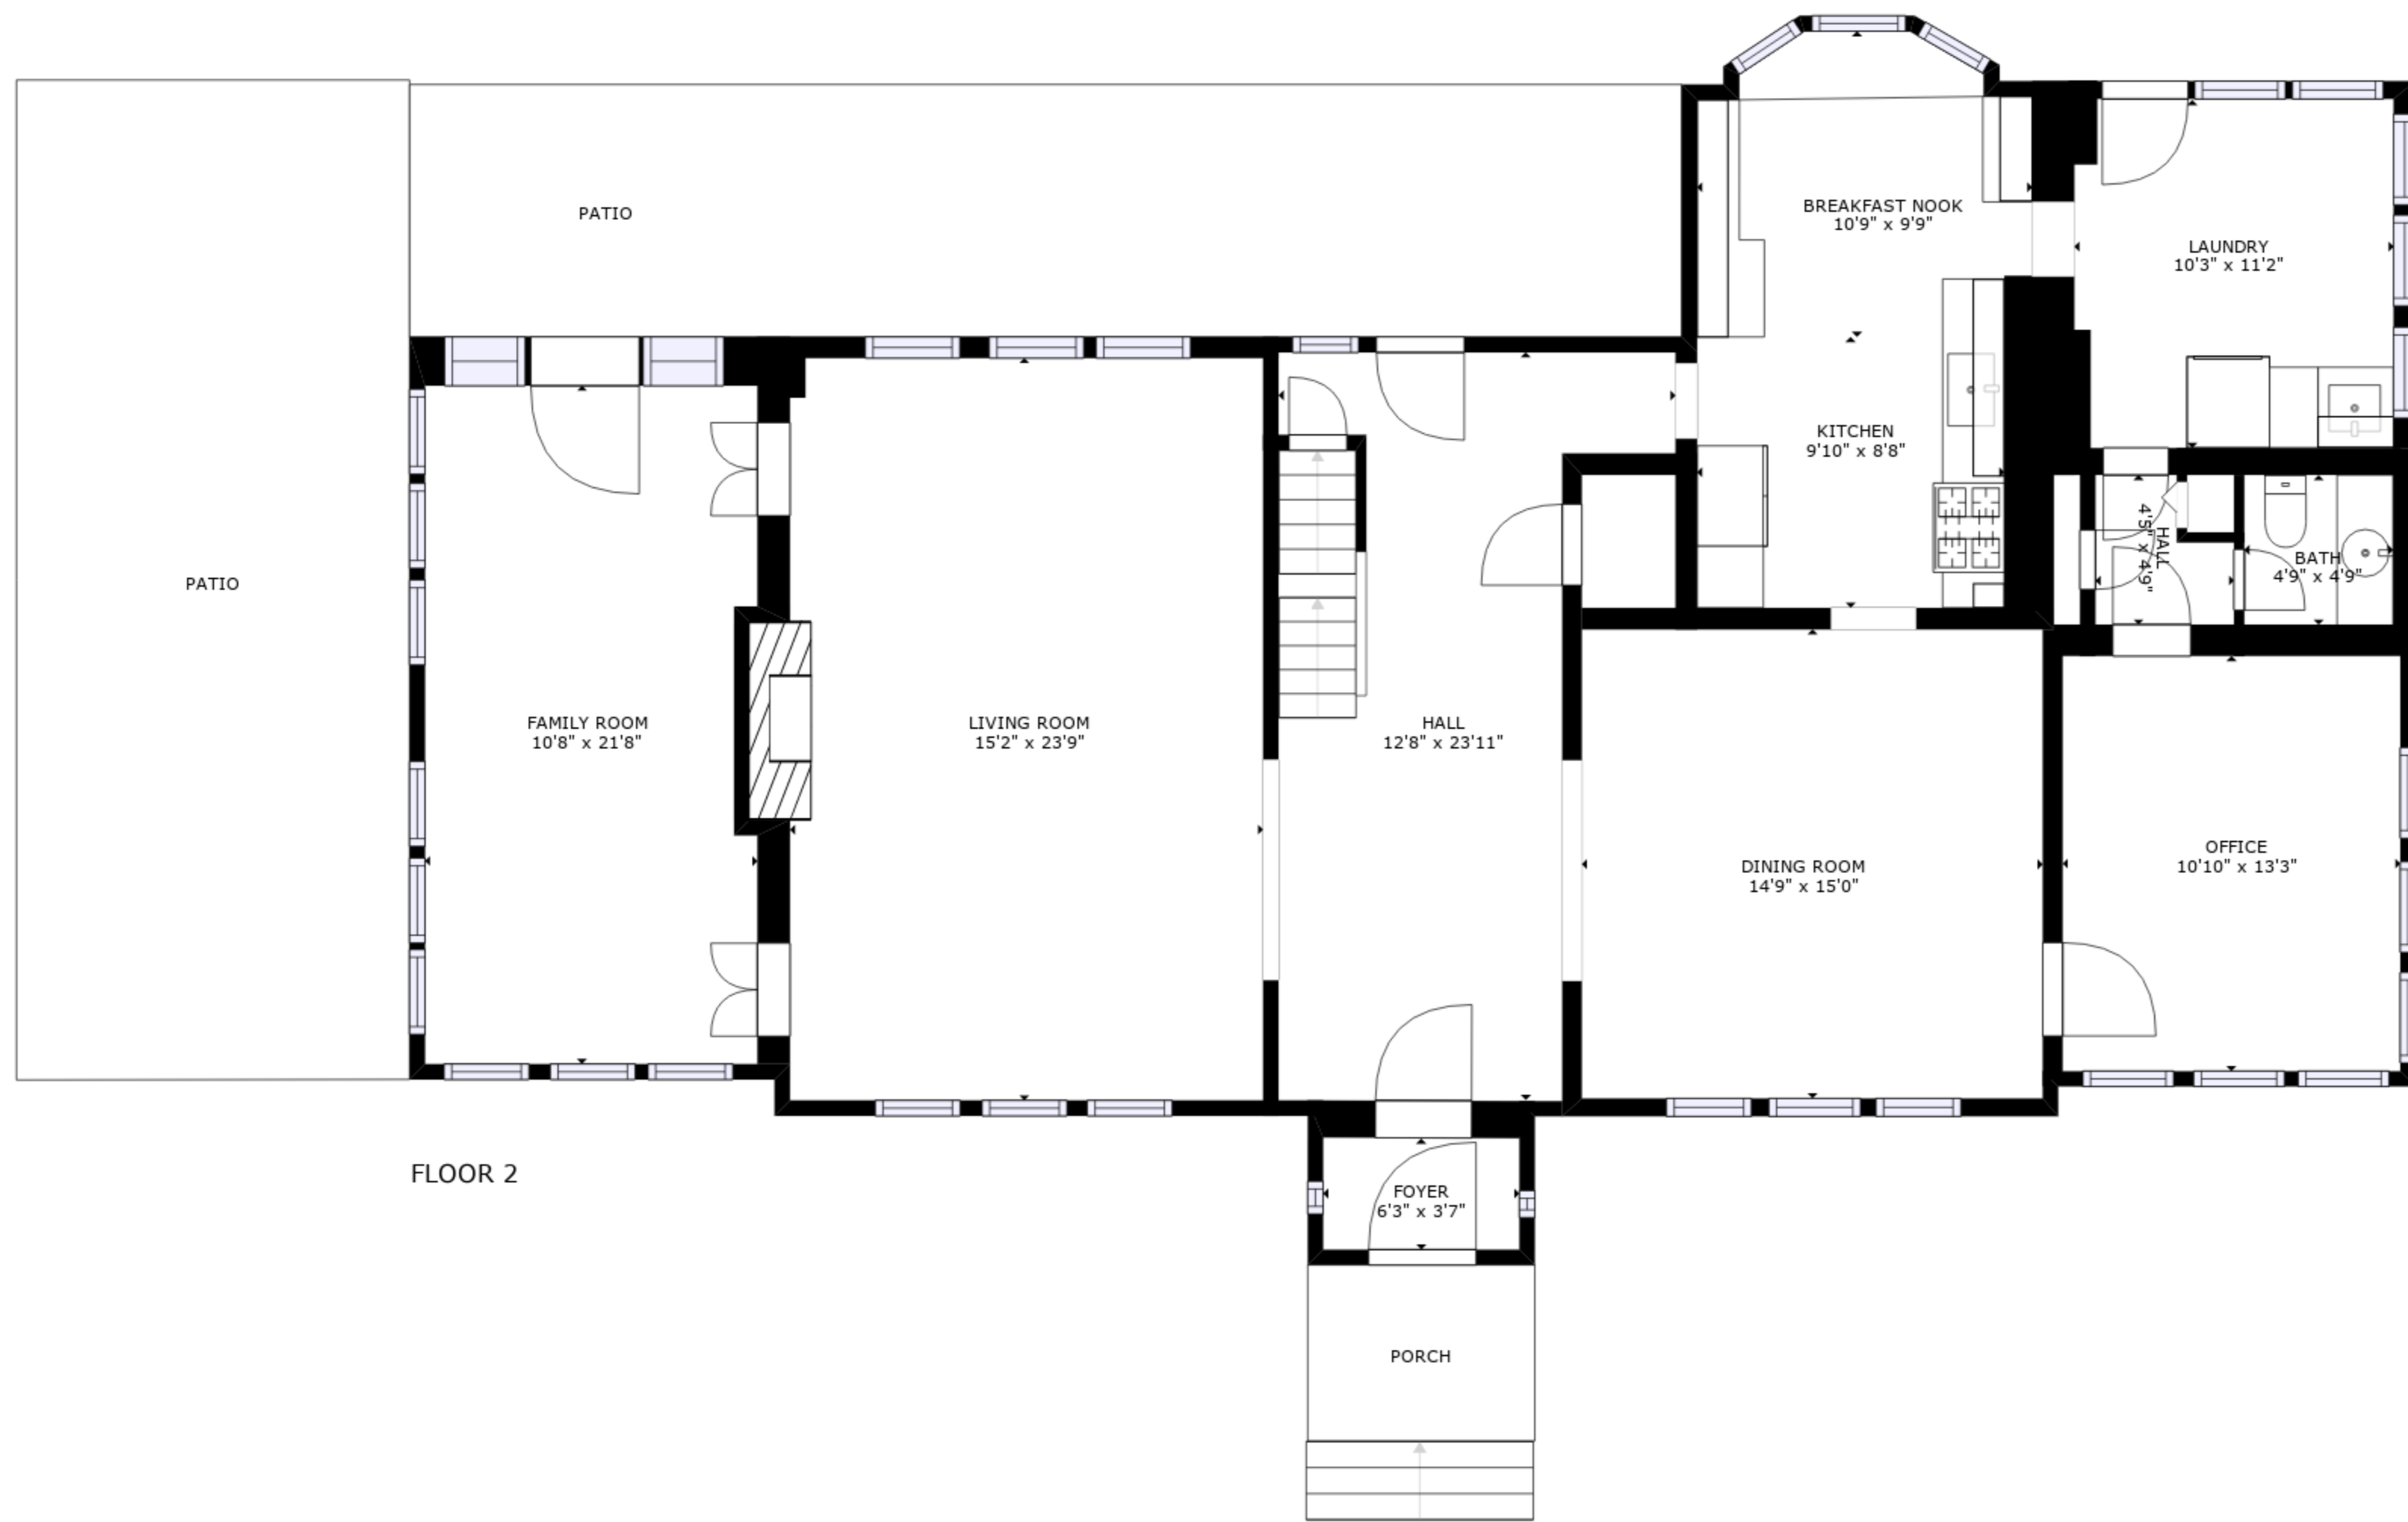 BREAKFAST NOOK
10'9" x 9'9"
PATIO
LAUNDRY
10'3" x 11'2"
KITCHEN
9'10" x 8'8"
PATIO
HALL
4'5" x 4'9"
BATH
4'9" x 4'9"
FAMILY ROOM
10'8" x 21'8"
LIVING ROOM
15'2" x 23'9"
HALL
12'8" x 23'11"
DINING ROOM
14'9" x 15'0"
OFFICE
10'10" x 13'3"
FLOOR 2
FOYER
6'3" x 3'7"
PORCH